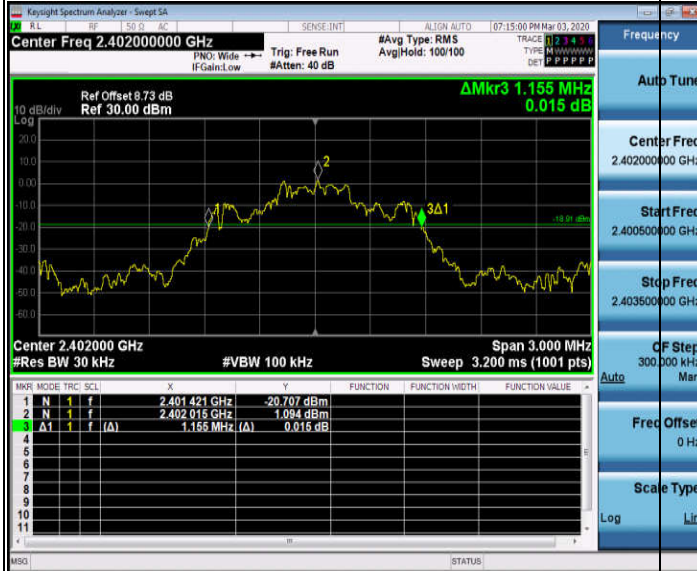 Keysight Spectrum Analyzer - Swept SA
RL RF 50 Ω AC SENSE:INT ALIGN AUTO 07:15:00 PM Mar 03, 2020
Center Freq 2.402000000 GHz
#Avg Type: RMS
TRACE 1 2 3 4 5 6
PNO: Wide
Trig: Free Run
Avg|Hold: 100/100
TYPE M WWWWW
IFGain:Low
#Atten: 40 dB
DET P P P P P P
Ref Offset 8.73 dB
ΔMkr3 1.155 MHz
10 dB/div Ref 30.00 dBm
0.015 dB
Log
20.0
10.0
0.00
-10.0
-20.0
-30.0
-40.0
-50.0
-60.0
1
2
3Δ1
-18.91 dBm
Center 2.402000 GHz
Span 3.000 MHz
#Res BW 30 kHz
#VBW 100 kHz
Sweep 3.200 ms (1001 pts)
MKR MODE TRC SCL X Y FUNCTION FUNCTION WIDTH FUNCTION VALUE
1 N 1 f 2.401 421 GHz -20.707 dBm
2 N 1 f 2.402 015 GHz 1.094 dBm
3 Δ1 1 f (Δ) 1.155 MHz (Δ) 0.015 dB
4
5
6
7
8
9
10
11
MSG
STATUS
Frequency
Auto Tune
Center Freq
2.402000000 GHz
Start Freq
2.400500000 GHz
Stop Freq
2.403500000 GHz
CF Step
300.000 kHz
Auto Man
Freq Offset
0 Hz
Scale Type
Log Lin